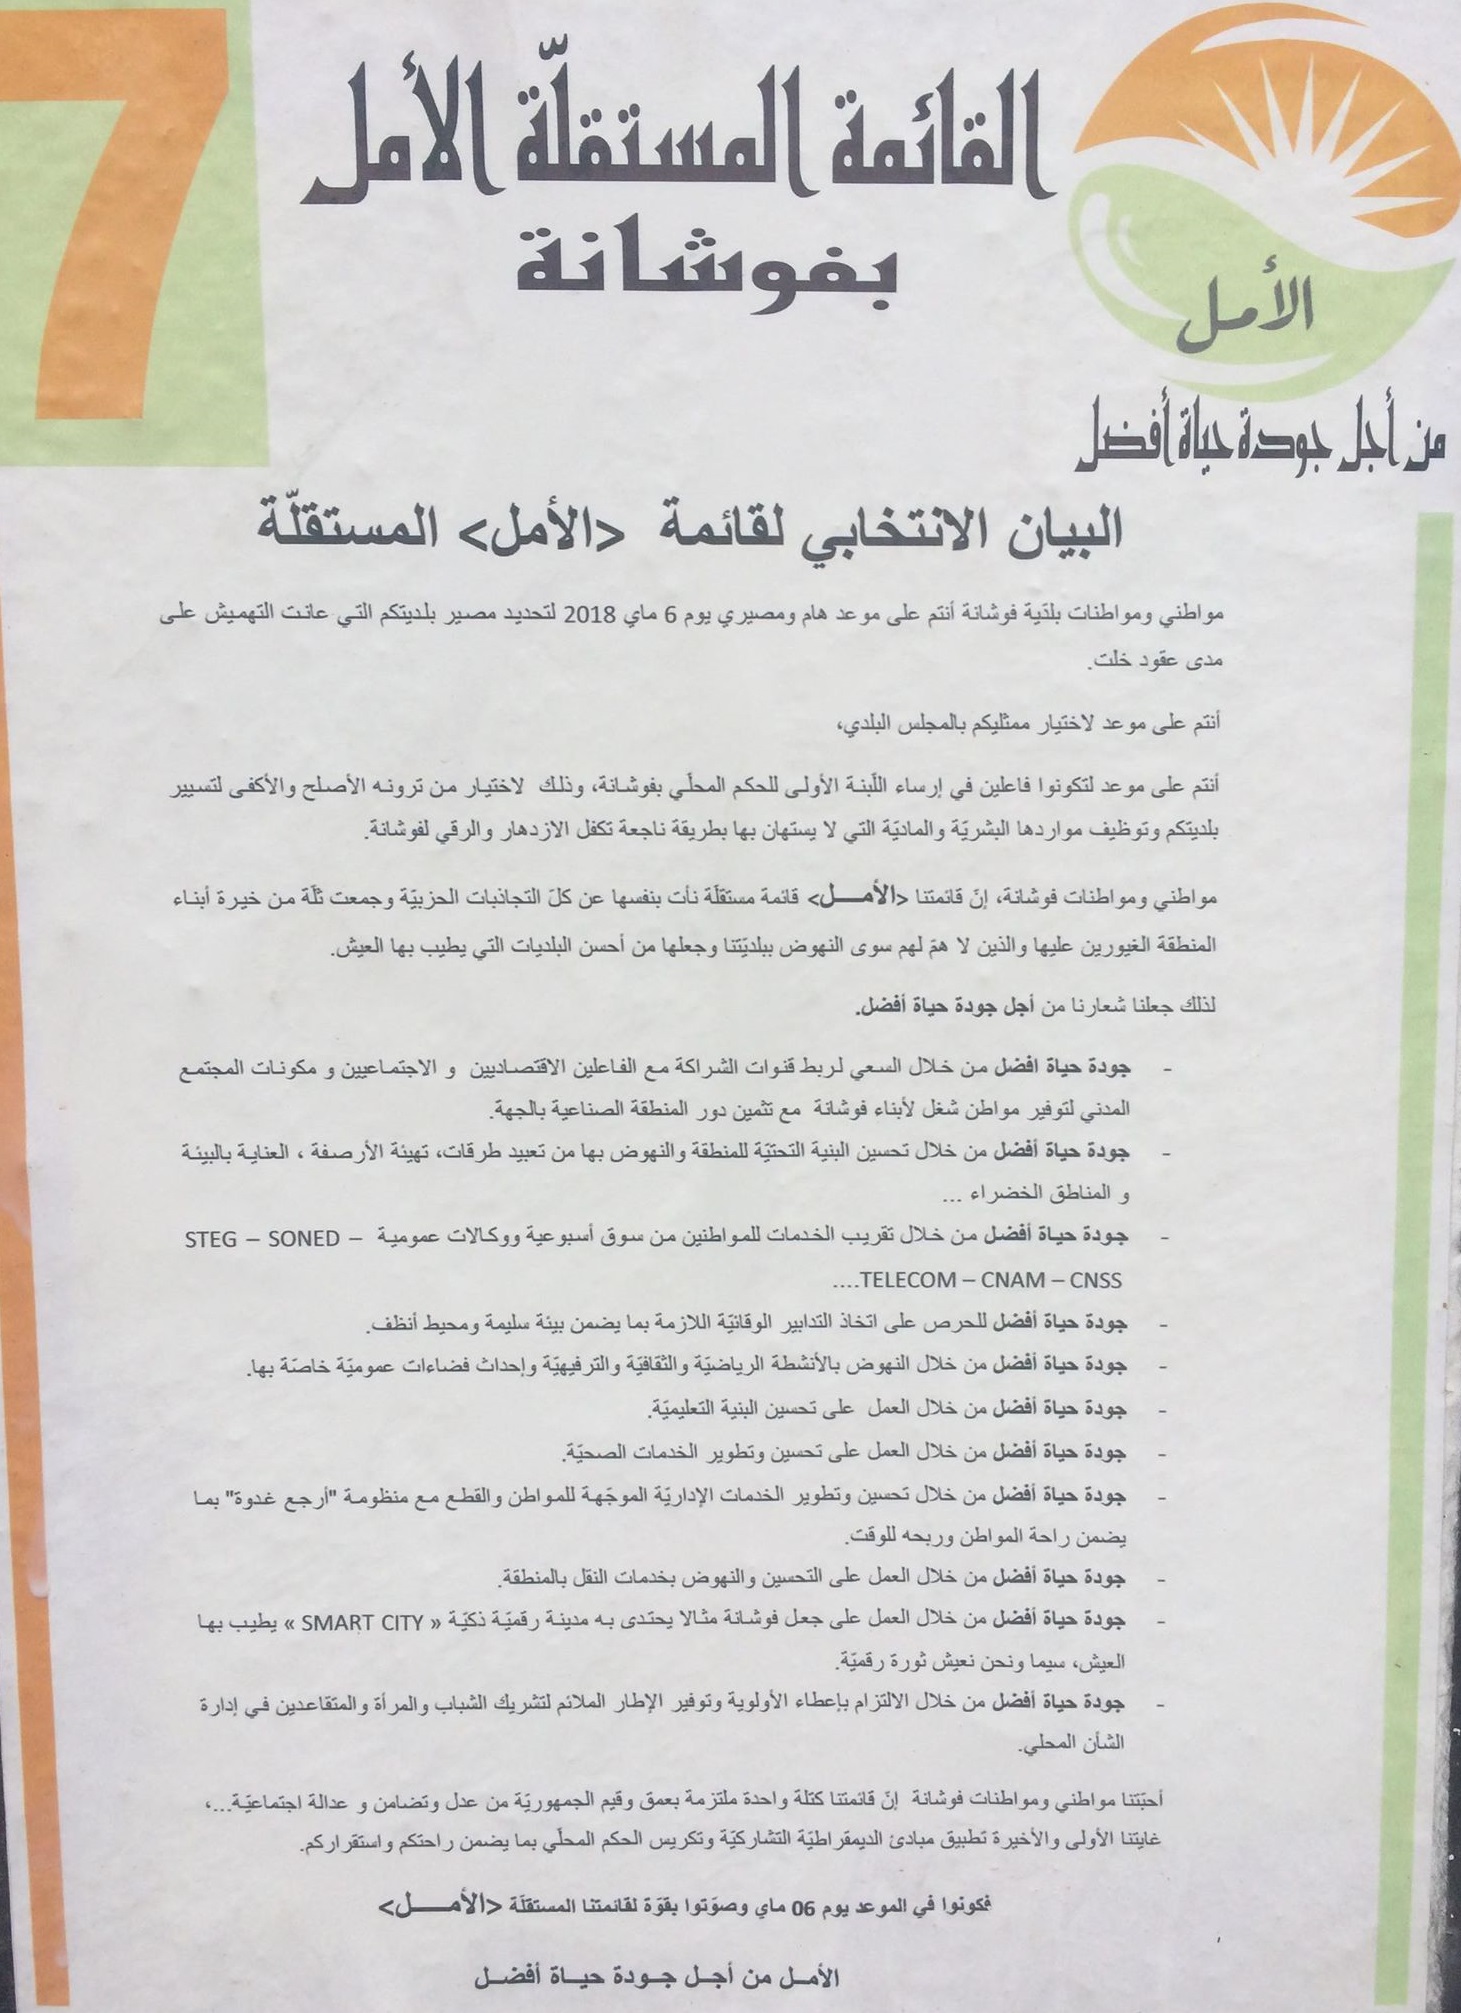 7
القائمة المستقلّة الأمل
بفوشانة
الأمل
من أجل جودة حياة أفضل
البيان الانتخابي لقائمة <الأمل> المستقلّة
مواطني ومواطنات بلديّة فوشانة أنتم على موعد هام ومصيري يوم 6 ماي 2018 لتحديد مصير بلديتكم التي عانت التهميش على
مدى عقود خلت.
أنتم على موعد لاختيار ممثليكم بالمجلس البلدي،
أنتم على موعد لتكونوا فاعلين في إرساء اللّبنة الأولى للحكم المحلّي بفوشانة، وذلك لاختيار من ترونه الأصلح والأكفى لتسيير
بلديتكم وتوظيف مواردها البشريّة والماديّة التي لا يستهان بها بطريقة ناجعة تكفل الازدهار والرقي لفوشانة.
مواطني ومواطنات فوشانة، إنّ قائمتنا <الأمــــل> قائمة مستقلّة نأت بنفسها عن كلّ التجاذبات الحزبيّة وجمعت ثلّة من خيرة أبناء
المنطقة الغيورين عليها والذين لا همّ لهم سوى النهوض ببلديّتنا وجعلها من أحسن البلديات التي يطيب بها العيش.
لذلك جعلنا شعارنا من أجل جودة حياة أفضل.
- جودة حياة افضل من خلال السعي لربط قنوات الشراكة مع الفاعلين الاقتصاديين و الاجتماعيين و مكونات المجتمع
المدني لتوفير مواطن شغل لأبناء فوشانة مع تثمين دور المنطقة الصناعية بالجهة.
- جودة حياة أفضل من خلال تحسين البنية التحتيّة للمنطقة والنهوض بها من تعبيد طرقات، تهيئة الأرصفة ، العناية بالبيئة
و المناطق الخضراء ...
- جودة حياة أفضل من خلال تقريب الخدمات للمواطنين من سوق أسبوعية ووكالات عمومية STEG – SONED –
TELECOM – CNAM – CNSS....
- جودة حياة أفضل للحرص على اتخاذ التدابير الوقائيّة اللازمة بما يضمن بيئة سليمة ومحيط أنظف.
- جودة حياة أفضل من خلال النهوض بالأنشطة الرياضيّة والثقافيّة والترفيهيّة وإحداث فضاءات عموميّة خاصّة بها.
- جودة حياة أفضل من خلال العمل على تحسين البنية التعليميّة.
- جودة حياة أفضل من خلال العمل على تحسين وتطوير الخدمات الصحيّة.
- جودة حياة أفضل من خلال تحسين وتطوير الخدمات الإداريّة الموجّهة للمواطن والقطع مع منظومة "أرجع غدوة" بما
يضمن راحة المواطن وربحه للوقت.
- جودة حياة أفضل من خلال العمل على التحسين والنهوض بخدمات النقل بالمنطقة.
- جودة حياة أفضل من خلال العمل على جعل فوشانة مثالا يحتدى به مدينة رقميّة ذكيّة « SMART CITY » يطيب بها
العيش، سيما ونحن نعيش ثورة رقميّة.
- جودة حياة أفضل من خلال الالتزام بإعطاء الأولوية وتوفير الإطار الملائم لتشريك الشباب والمرأة والمتقاعدين في إدارة
الشأن المحلي.
أحبّتنا مواطني ومواطنات فوشانة إنّ قائمتنا كتلة واحدة ملتزمة بعمق وقيم الجمهوريّة من عدل وتضامن و عدالة اجتماعيّة...،
غايتنا الأولى والأخيرة تطبيق مبادئ الديمقراطيّة التشاركيّة وتكريس الحكم المحلّي بما يضمن راحتكم واستقراركم.
فكونوا في الموعد يوم 06 ماي وصوّتوا بقوّة لقائمتنا المستقلّة <الأمـــــل>
الأمـل من أجـل جـودة حيـاة أفضـل